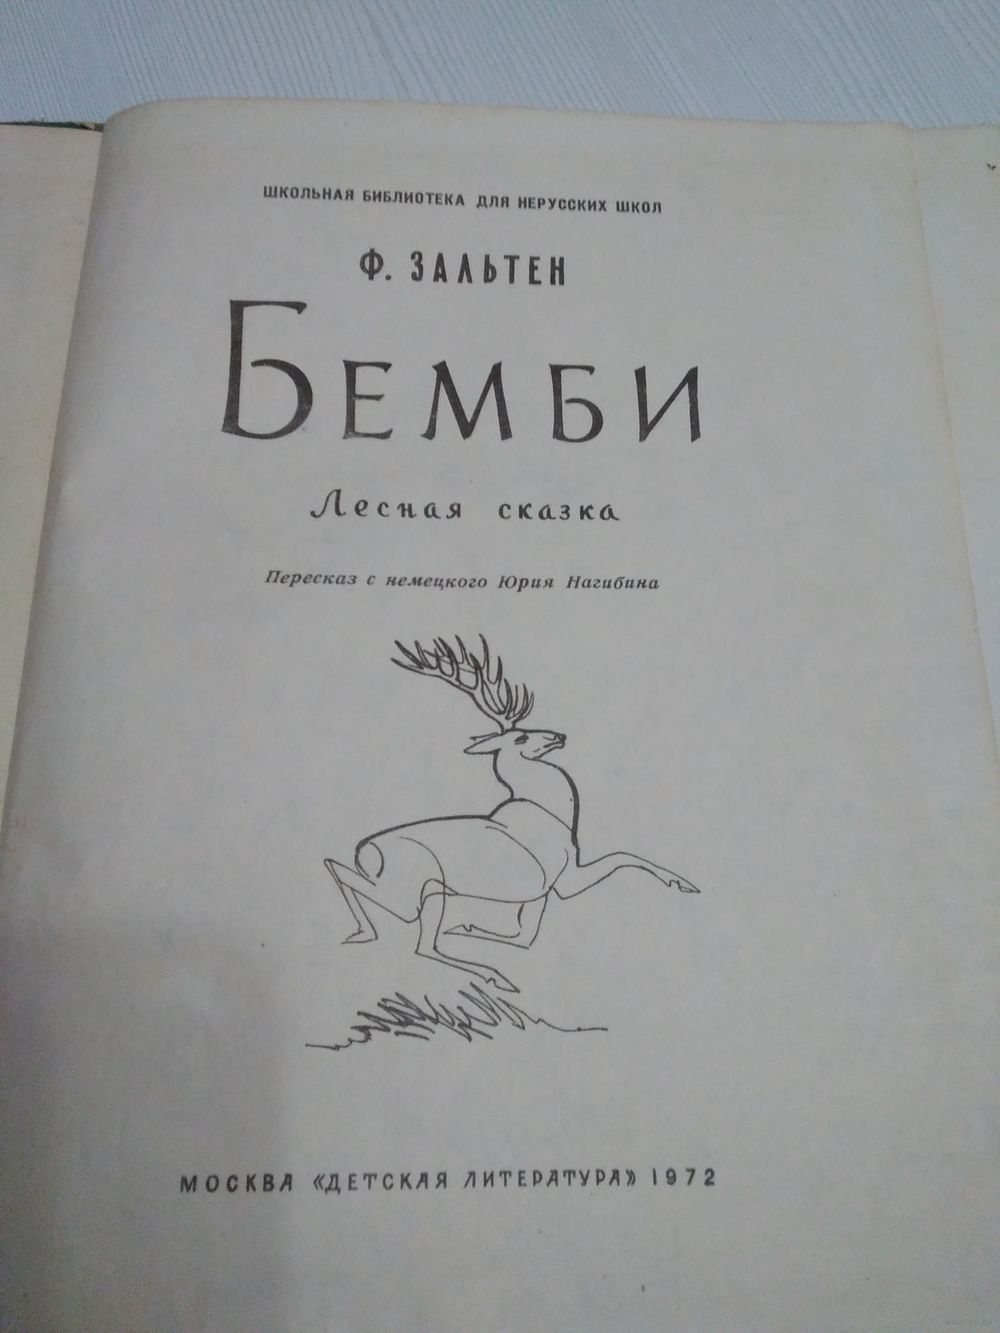 ШКОЛЬНАЯ БИБЛИОТЕКА ДЛЯ НЕРУССКИХ ШКОЛ
Ф. ЗАЛЬТЕН
БЕМБИ
Лесная сказка
Пересказ с немецкого Юрия Нагибина
МОСКВА «ДЕТСКАЯ ЛИТЕРАТУРА» 1972